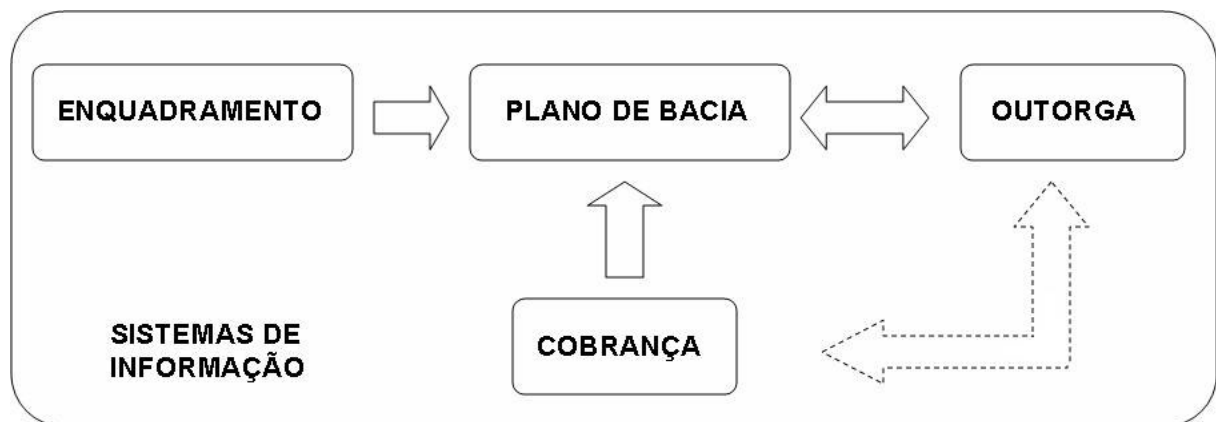 ENQUADRAMENTO
PLANO DE BACIA
OUTORGA
SISTEMAS DE
INFORMAÇÃO
COBRANÇA